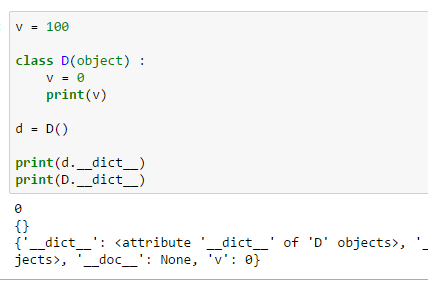 v = 100
class D(object) :
    v = 0
    print(v)
d = D()
print(d.__dict__)
print(D.__dict__)
0
{}
{'__dict__': <attribute '__dict__' of 'D' objects>, '_
jects>, '__doc__': None, 'v': 0}